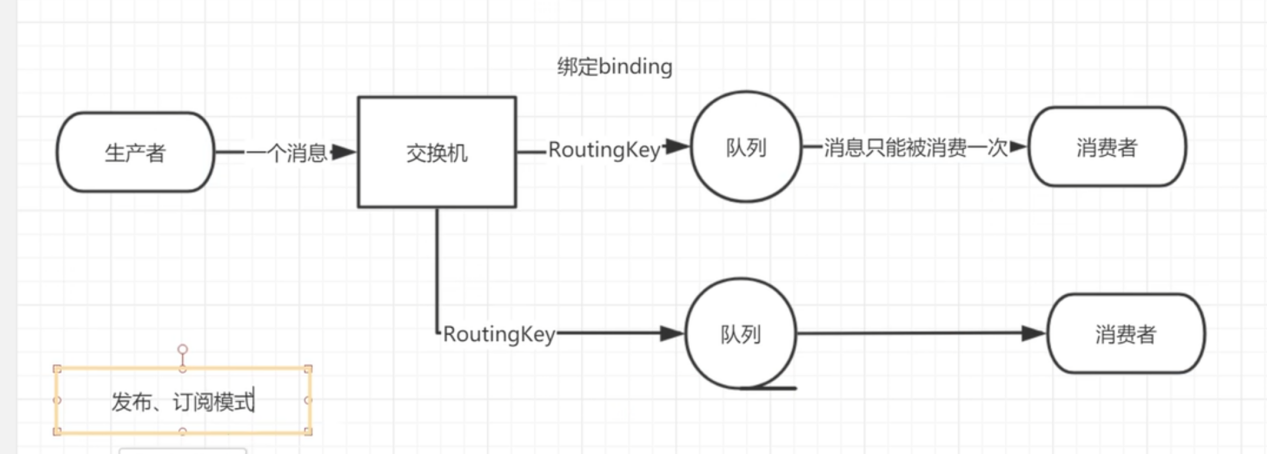 绑定binding
生产者
一个消息
交换机
RoutingKey
队列
消息只能被消费一次
消费者
RoutingKey
队列
消费者
发布、订阅模式